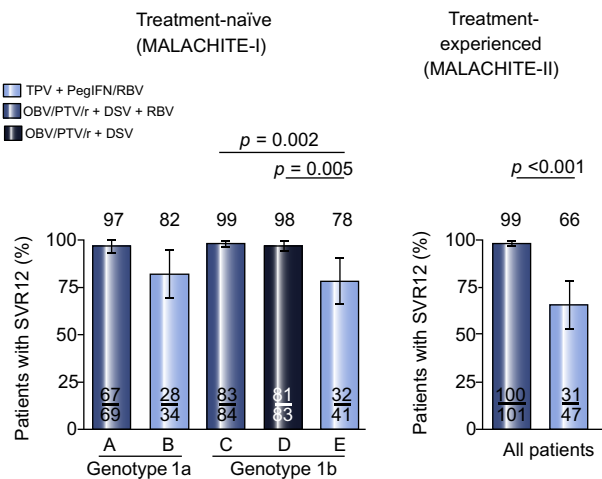 Treatment-naïve
(MALACHITE-I)
Treatment-
experienced
(MALACHITE-II)
TPV + PegIFN/RBV
OBV/PTV/r + DSV + RBV
OBV/PTV/r + DSV
p = 0.002
p = 0.005
p <0.001
97 82 99 98 78
99 66
Patients with SVR12 (%)
100
75
50
25
0
67 28 83 81 32
69 34 84 83 41
A B C D E
Genotype 1a Genotype 1b
Patients with SVR12 (%)
100
75
50
25
0
100 31
101 47
All patients